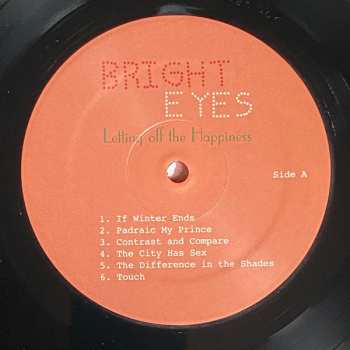 BRIGHT
EYES
Letting off the Happiness
Side A
1. If Winter Ends
2. Padraic My Prince
3. Contrast and Compare
4. The City Has Sex
5. The Difference in the Shades
6. Touch